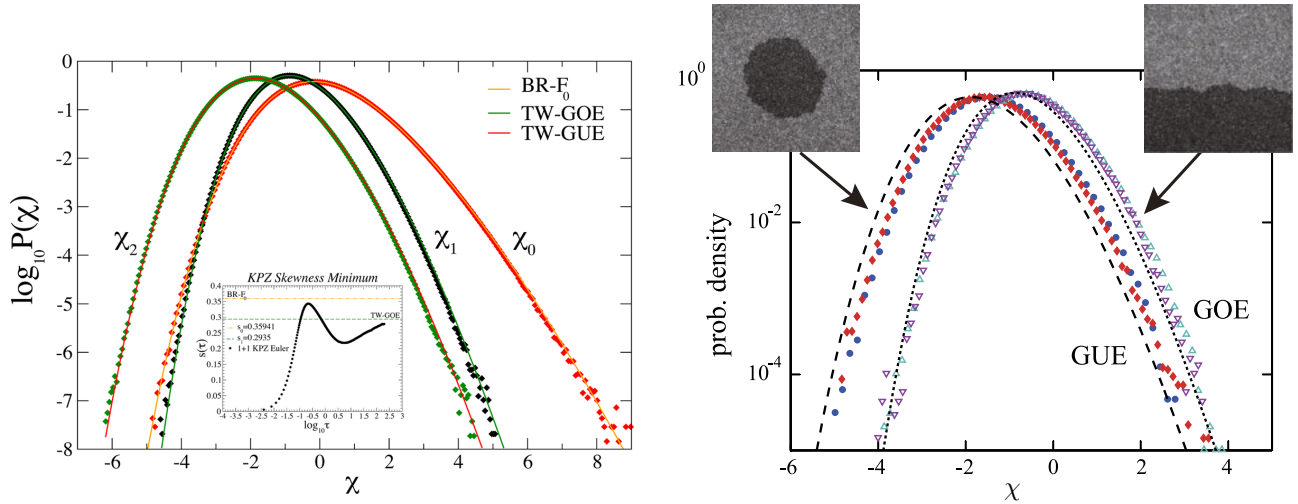 0
-1
-2
-3
-4
-5
-6
-7
-8
log₁₀P(χ)
-6 -4 -2 0 2 4 6 8
χ
BR-F₀
TW-GOE
TW-GUE
χ₂
χ₁
χ₀
KPZ Skewness Minimum
0.4
0.35
0.3
0.25
0.2
0.15
0.1
0.05
0
s(τ)
BR-F₀
TW-GOE
s₀=0.35941
s₁=0.2935
1+1 KPZ Euler
-4 -3.5 -3 -2.5 -2 -1.5 -1 -0.5 0 0.5 1 1.5 2 2.5 3
log₁₀τ
10⁰
10⁻²
10⁻⁴
prob. density
GUE
GOE
-6 -4 -2 0 2 4
χ